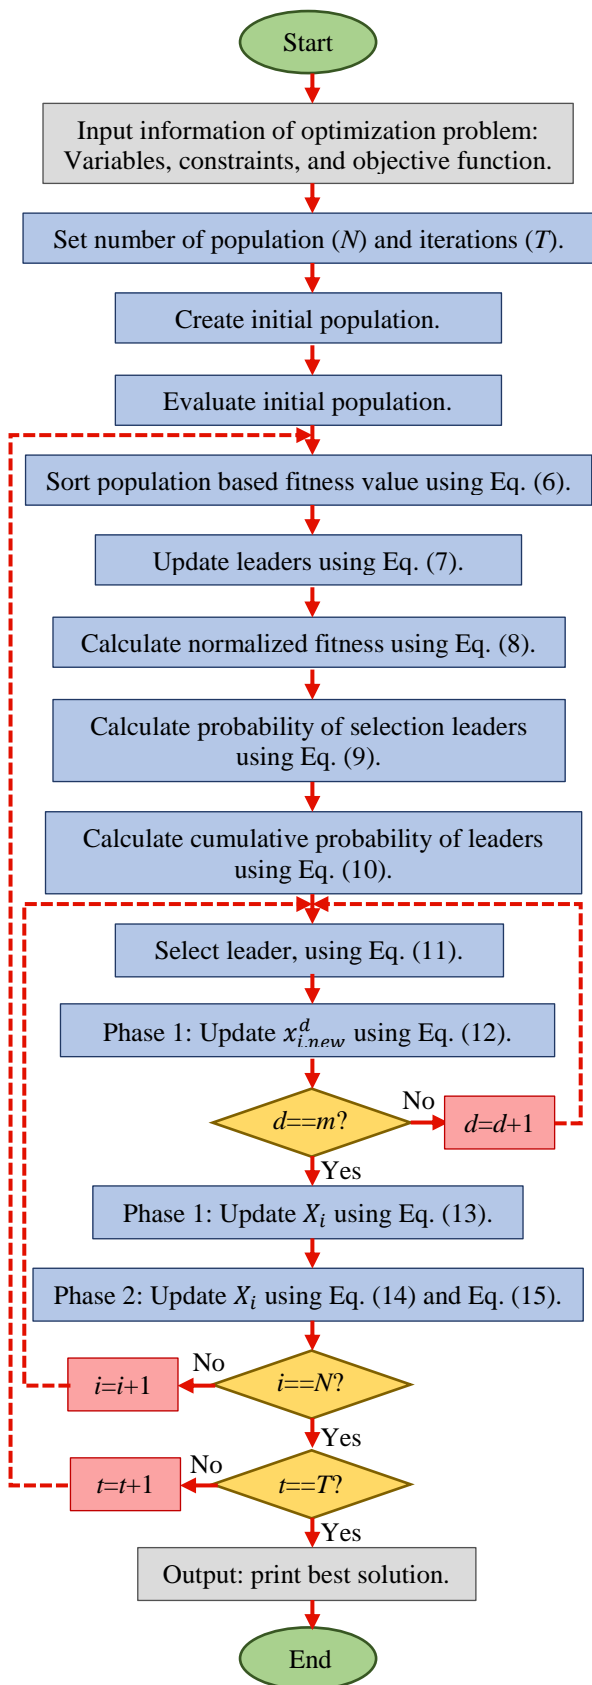 Start
Input information of optimization problem:
Variables, constraints, and objective function.
Set number of population (N) and iterations (T).
Create initial population.
Evaluate initial population.
Sort population based fitness value using Eq. (6).
Update leaders using Eq. (7).
Calculate normalized fitness using Eq. (8).
Calculate probability of selection leaders
using Eq. (9).
Calculate cumulative probability of leaders
using Eq. (10).
Select leader, using Eq. (11).
Phase 1: Update x_{i,new}^d using Eq. (12).
d==m?
No
d=d+1
Yes
Phase 1: Update X_i using Eq. (13).
Phase 2: Update X_i using Eq. (14) and Eq. (15).
i=i+1
No
i==N?
Yes
t=t+1
No
t==T?
Yes
Output: print best solution.
End